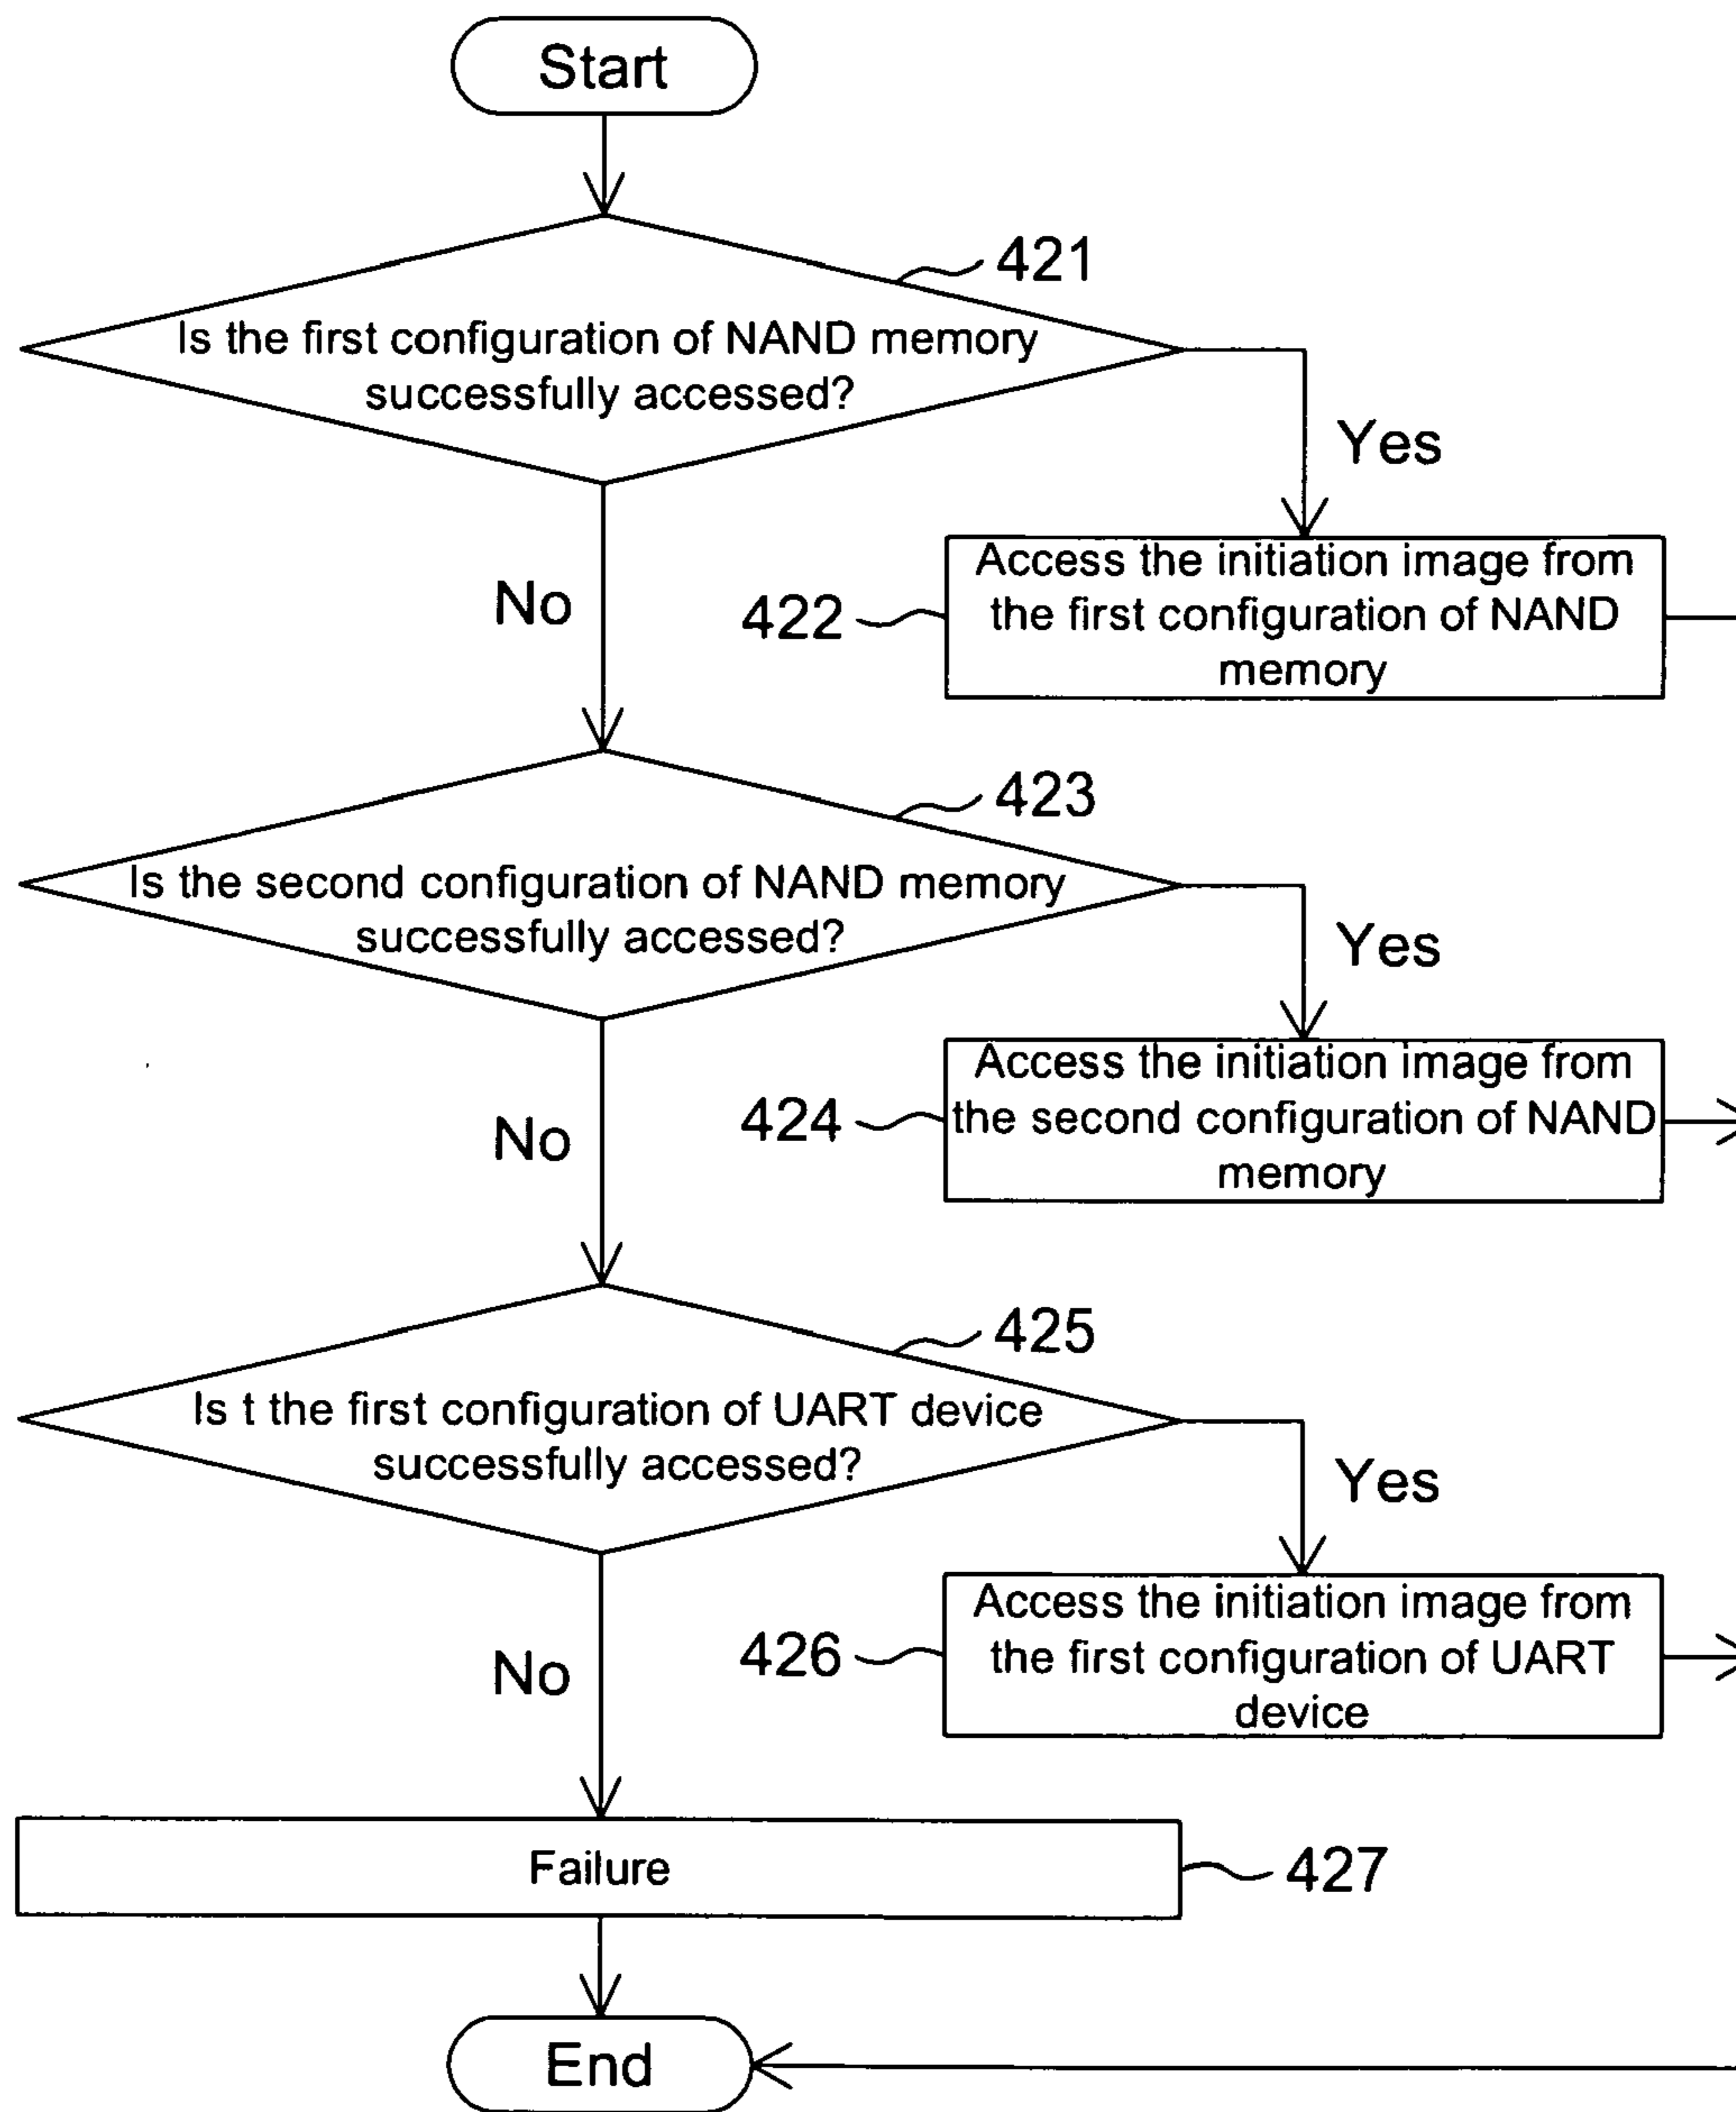 Start
421
Is the first configuration of NAND memory
successfully accessed?
Yes
No
422
Access the initiation image from
the first configuration of NAND
memory
423
Is the second configuration of NAND memory
successfully accessed?
Yes
No
424
Access the initiation image from
the second configuration of NAND
memory
425
Is t the first configuration of UART device
successfully accessed?
Yes
No
426
Access the initiation image from
the first configuration of UART
device
Failure
427
End